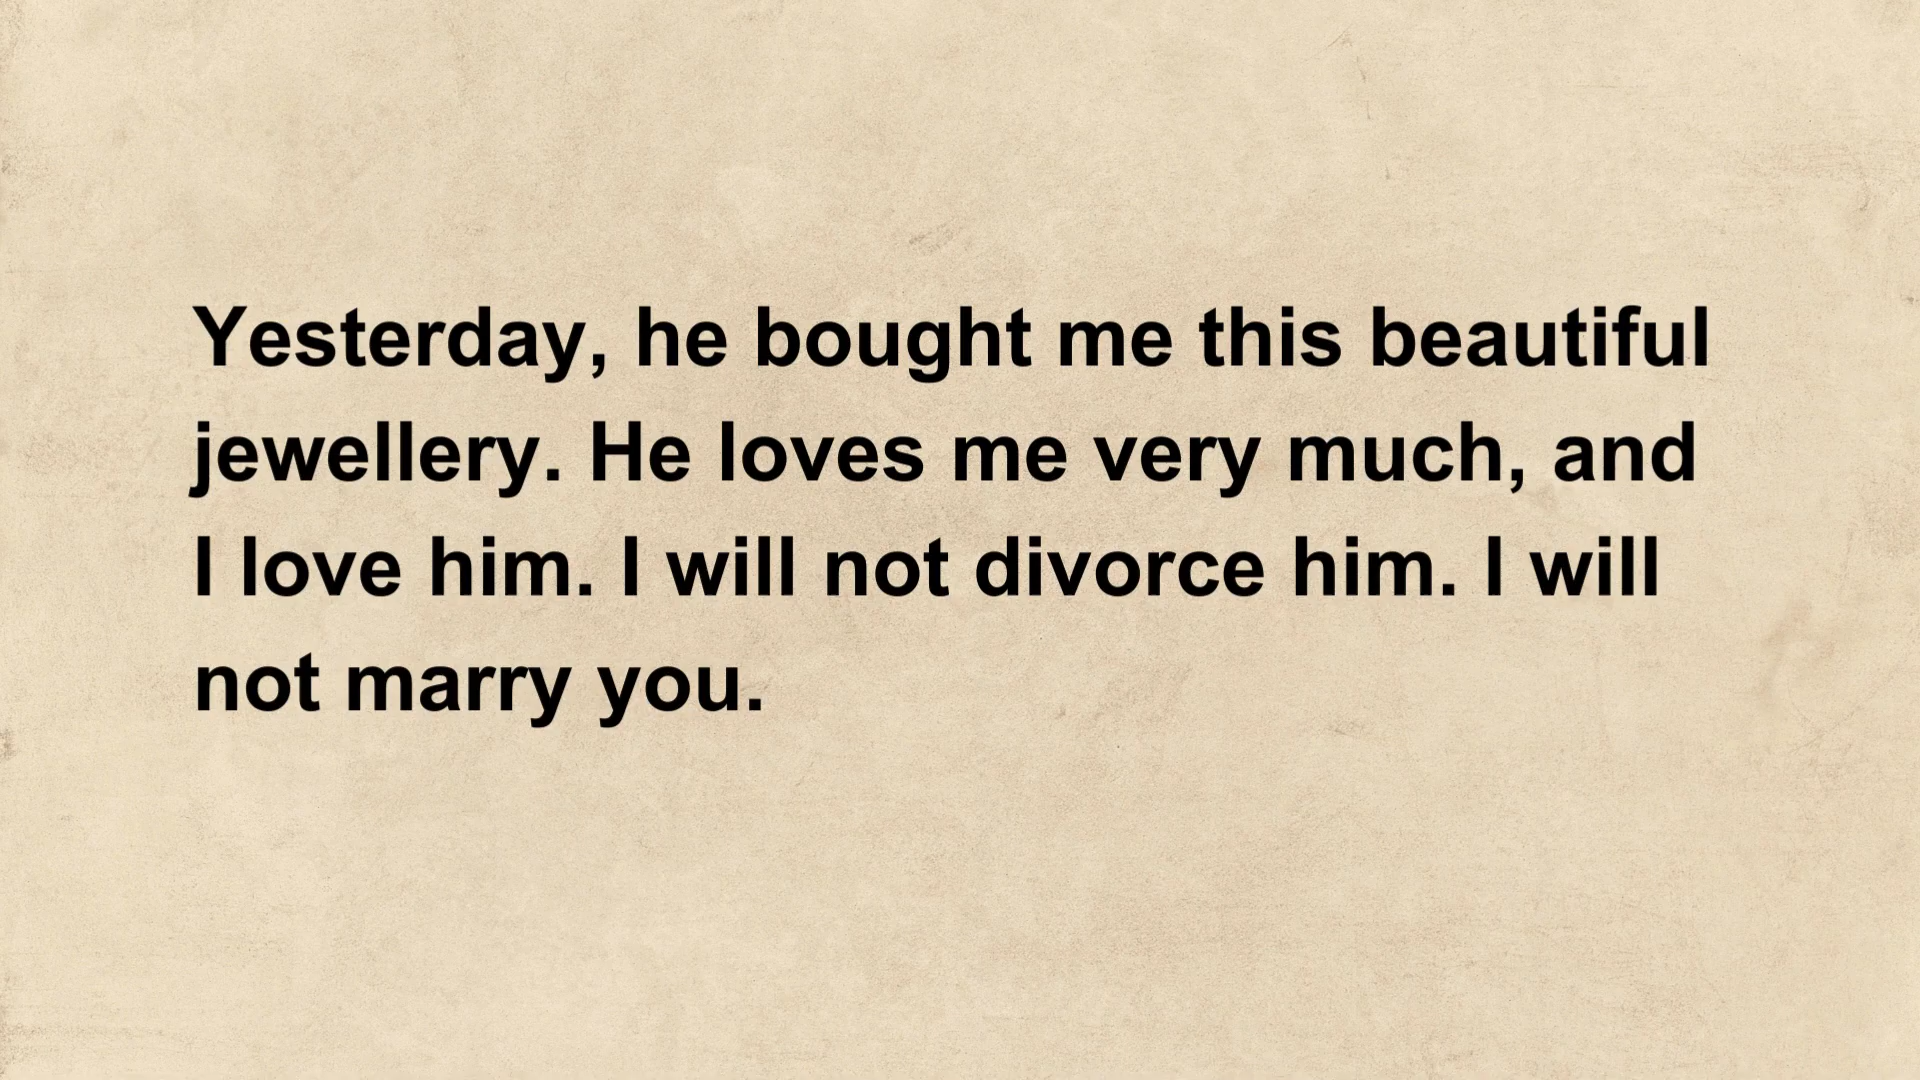 Yesterday, he bought me this beautiful
jewellery. He loves me very much, and
I love him. I will not divorce him. I will
not marry you.